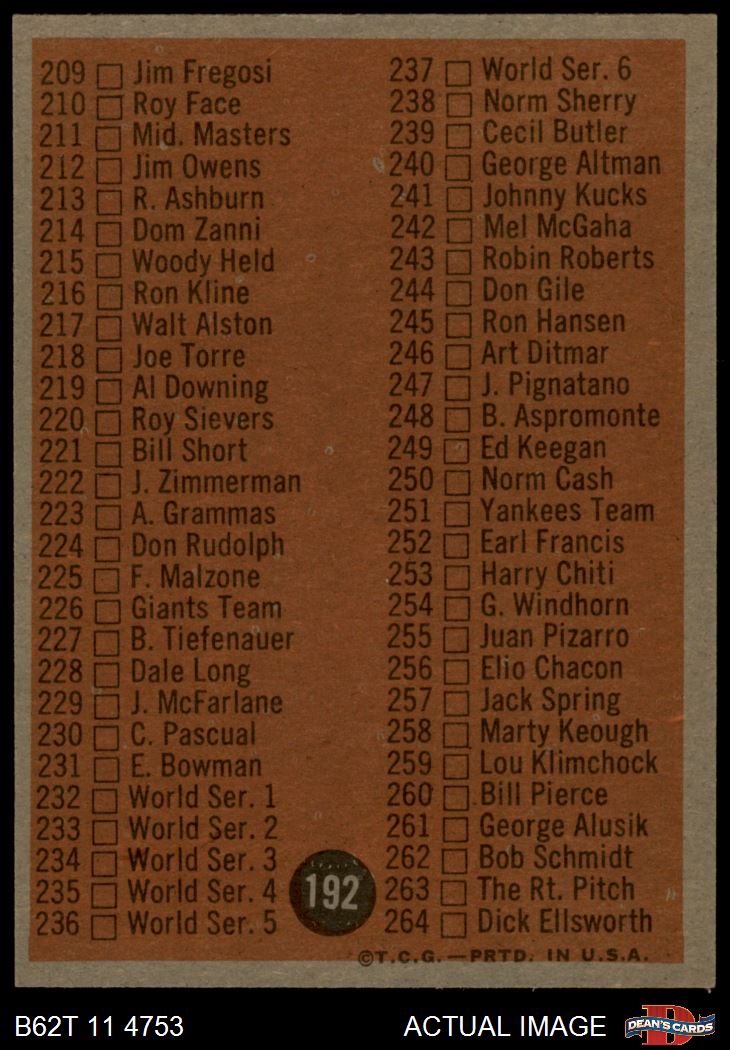 209 Jim Fregosi
210 Roy Face
211 Mid. Masters
212 Jim Owens
213 R. Ashburn
214 Dom Zanni
215 Woody Held
216 Ron Kline
217 Walt Alston
218 Joe Torre
219 Al Downing
220 Roy Sievers
221 Bill Short
222 J. Zimmerman
223 A. Grammas
224 Don Rudolph
225 F. Malzone
226 Giants Team
227 B. Tiefenauer
228 Dale Long
229 J. McFarlane
230 C. Pascual
231 E. Bowman
232 World Ser. 1
233 World Ser. 2
234 World Ser. 3
235 World Ser. 4
236 World Ser. 5
192
237 World Ser. 6
238 Norm Sherry
239 Cecil Butler
240 George Altman
241 Johnny Kucks
242 Mel McGaha
243 Robin Roberts
244 Don Gile
245 Ron Hansen
246 Art Ditmar
247 J. Pignatano
248 B. Aspromonte
249 Ed Keegan
250 Norm Cash
251 Yankees Team
252 Earl Francis
253 Harry Chiti
254 G. Windhorn
255 Juan Pizarro
256 Elio Chacon
257 Jack Spring
258 Marty Keough
259 Lou Klimchock
260 Bill Pierce
261 George Alusik
262 Bob Schmidt
263 The Rt. Pitch
264 Dick Ellsworth
©T.C.G.—PRTD. IN U.S.A.
B62T 11 4753
ACTUAL IMAGE
D
DEAN'S CARDS